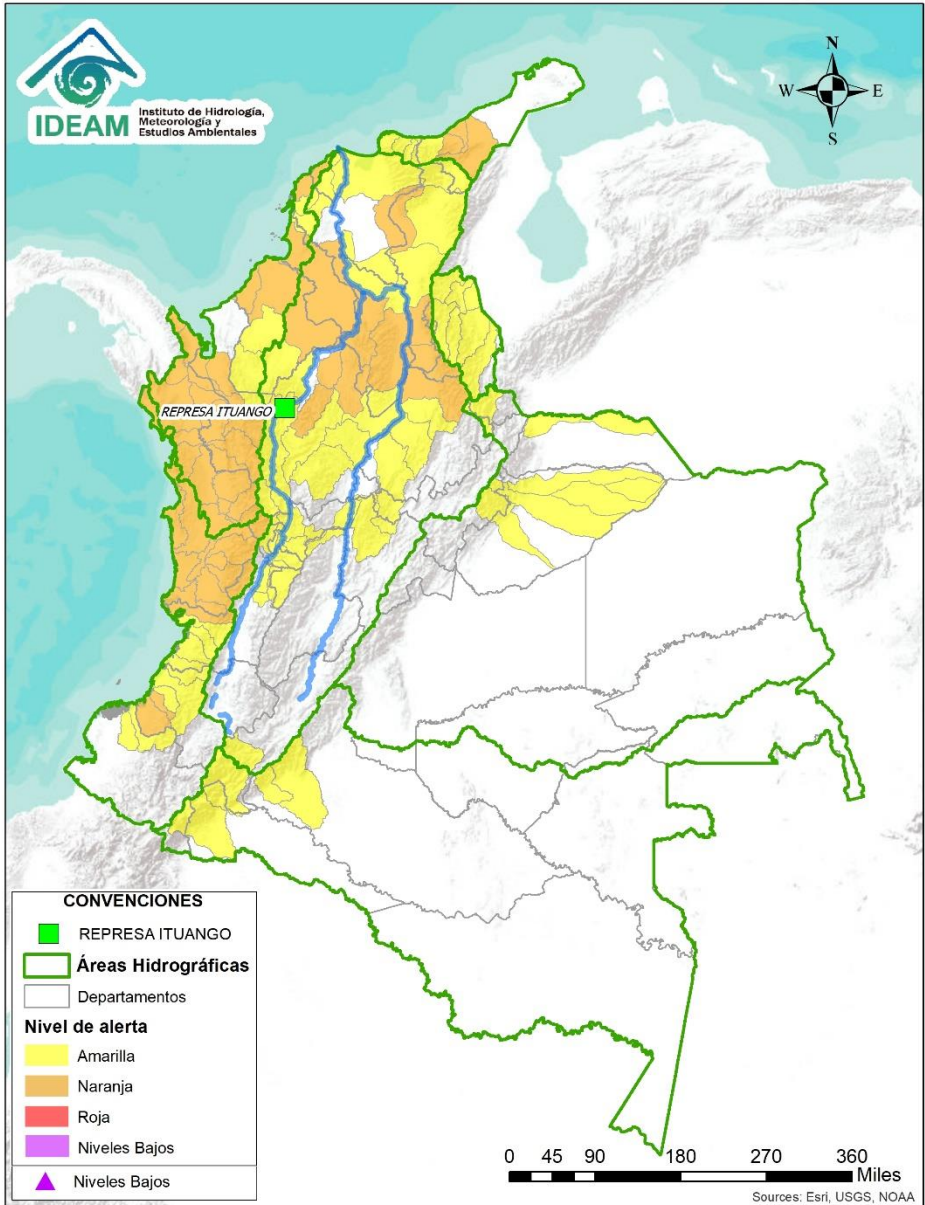 IDEAM
Instituto de Hidrología,
Meteorología y
Estudios Ambientales
N
W
E
S
REPRESA ITUANGO
CONVENCIONES
REPRESA ITUANGO
Áreas Hidrográficas
Departamentos
Nivel de alerta
Amarilla
Naranja
Roja
Niveles Bajos
Niveles Bajos
0 45 90 180 270 360
Miles
Sources: Esri, USGS, NOAA